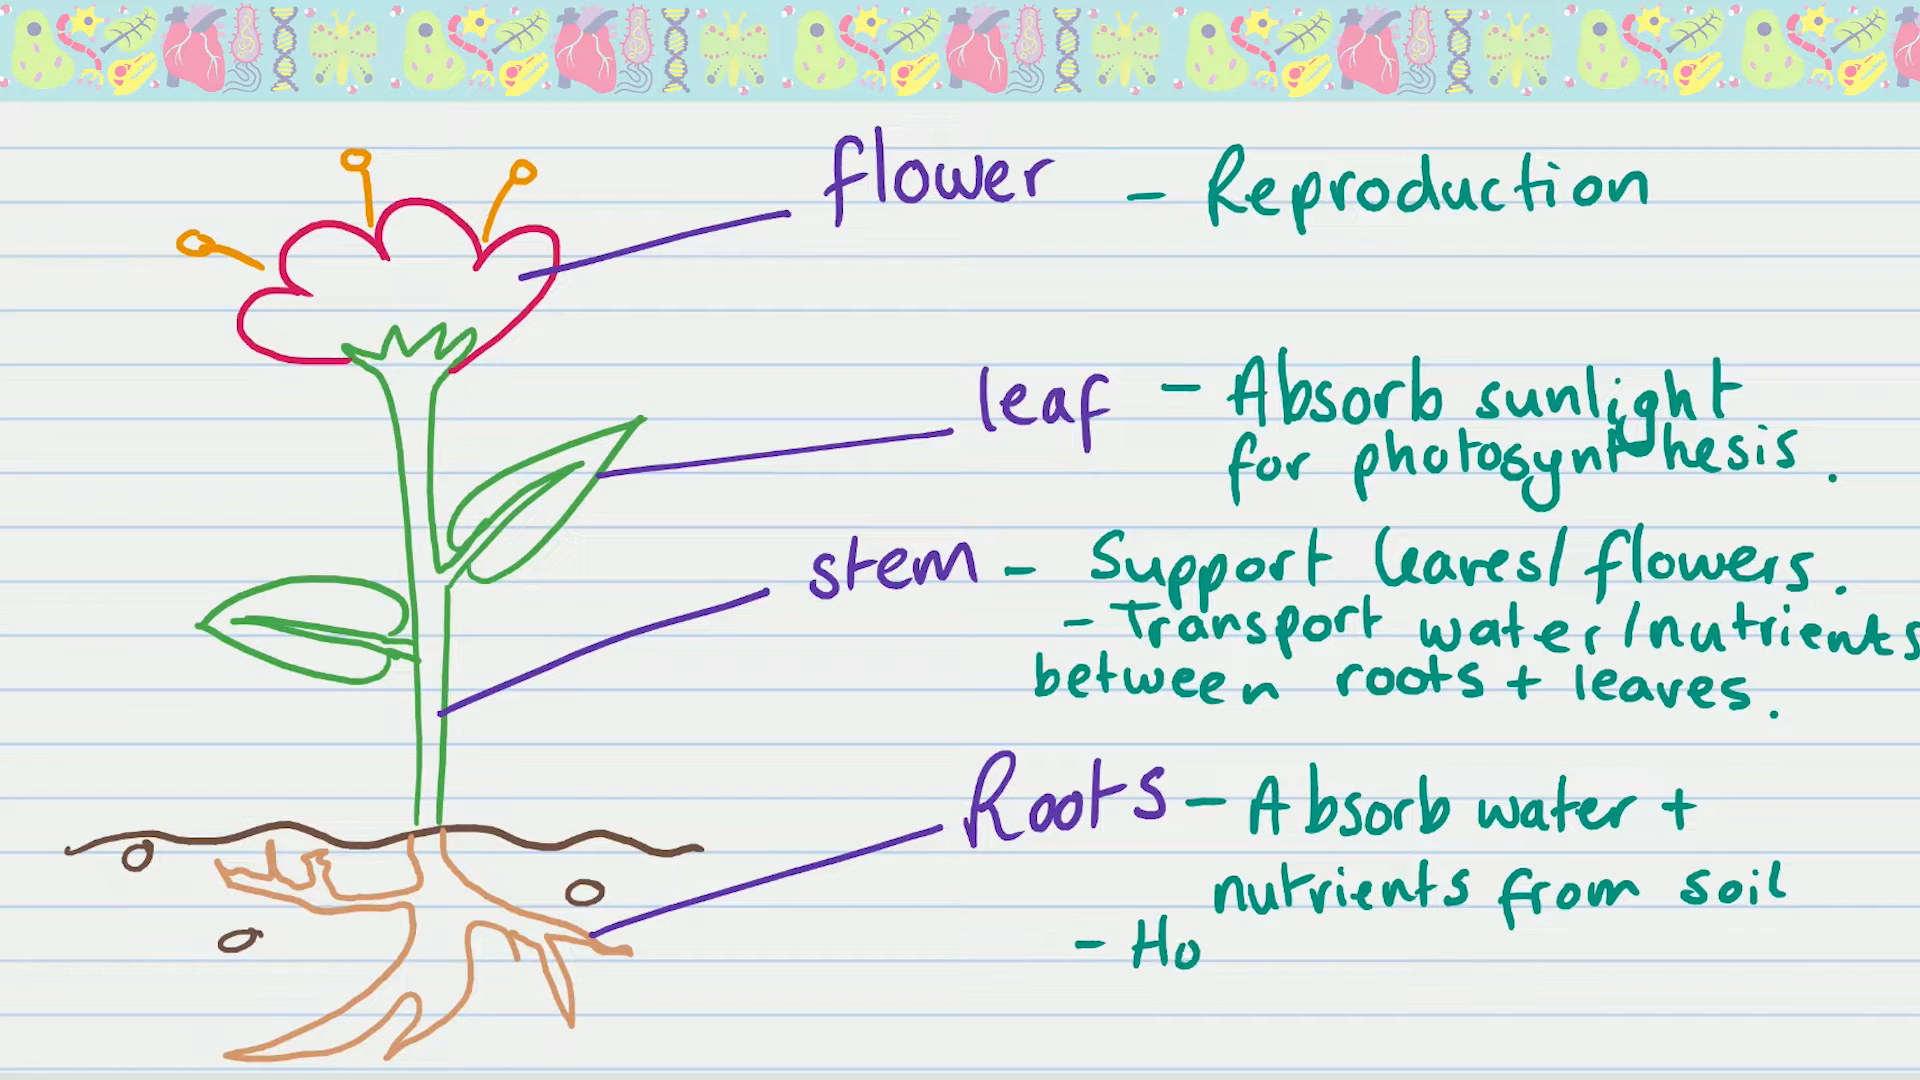 flower - Reproduction
leaf - Absorb sunlight
for photosynthesis.
stem - Support leaves/flowers.
- Transport water/nutrients
between roots + leaves.
Roots - Absorb water +
nutrients from soil
- Ho